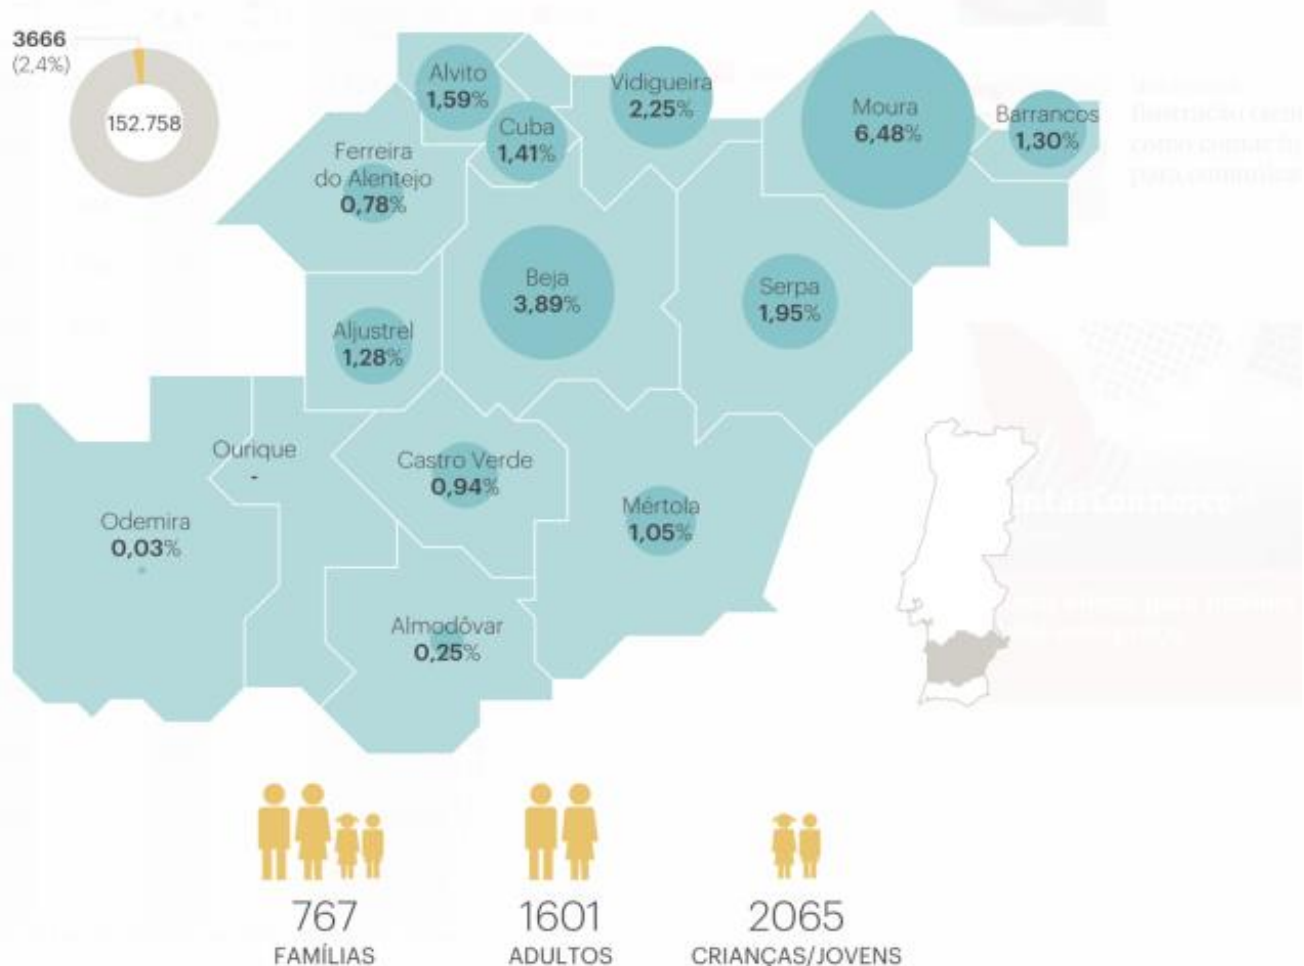 3666
(2,4%)
152.758
Alvito
1,59%
Cuba
1,41%
Vidigueira
2,25%
Moura
6,48%
Barrancos
1,30%
Ferreira
do Alentejo
0,78%
Beja
3,89%
Serpa
1,95%
Aljustrel
1,28%
Ourique
-
Castro Verde
0,94%
Odemira
0,03%
Mértola
1,05%
Almodôvar
0,25%
767
FAMÍLIAS
1601
ADULTOS
2065
CRIANÇAS/JOVENS